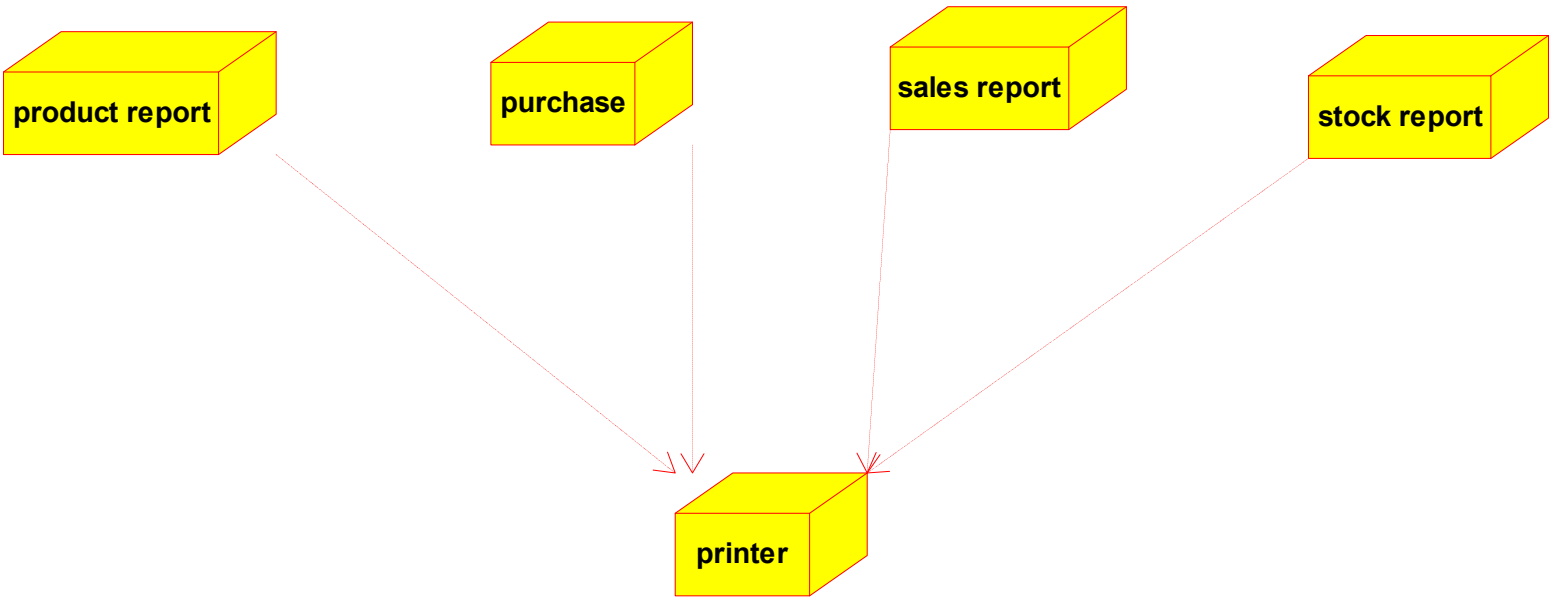 product report
purchase
sales report
stock report
printer